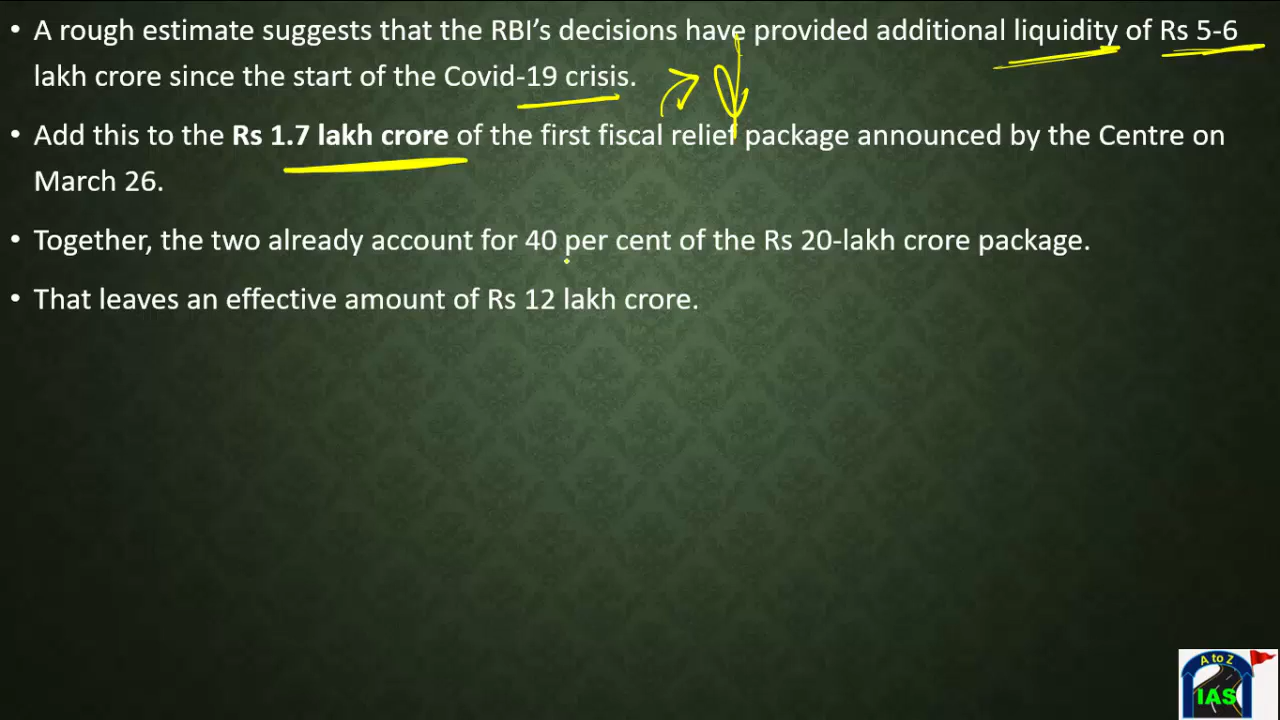 • A rough estimate suggests that the RBI’s decisions have provided additional liquidity of Rs 5-6
lakh crore since the start of the Covid-19 crisis.
• Add this to the Rs 1.7 lakh crore of the first fiscal relief package announced by the Centre on
March 26.
• Together, the two already account for 40 per cent of the Rs 20-lakh crore package.
• That leaves an effective amount of Rs 12 lakh crore.
A to Z
IAS